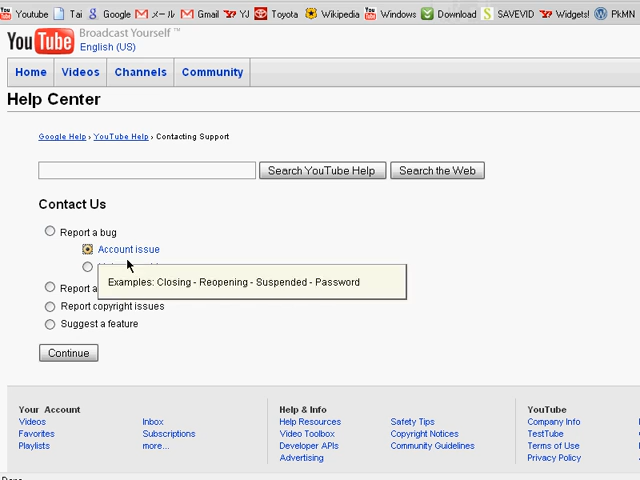 Youtube Tai Google メール Gmail YJ Toyota Wikipedia Windows Download SAVEVID Widgets! PkMN
You Tube Broadcast Yourself ™
English (US)
Home Videos Channels Community
Help Center
Google Help › YouTube Help › Contacting Support
Search YouTube Help Search the Web
Contact Us
Report a bug
Account issue
Examples: Closing - Reopening - Suspended - Password
Report a
Report copyright issues
Suggest a feature
Continue
Your Account Help & Info YouTube
Videos Inbox Help Resources Safety Tips Company Info
Favorites Subscriptions Video Toolbox Copyright Notices TestTube
Playlists more... Developer APIs Community Guidelines Terms of Use
Advertising Privacy Policy